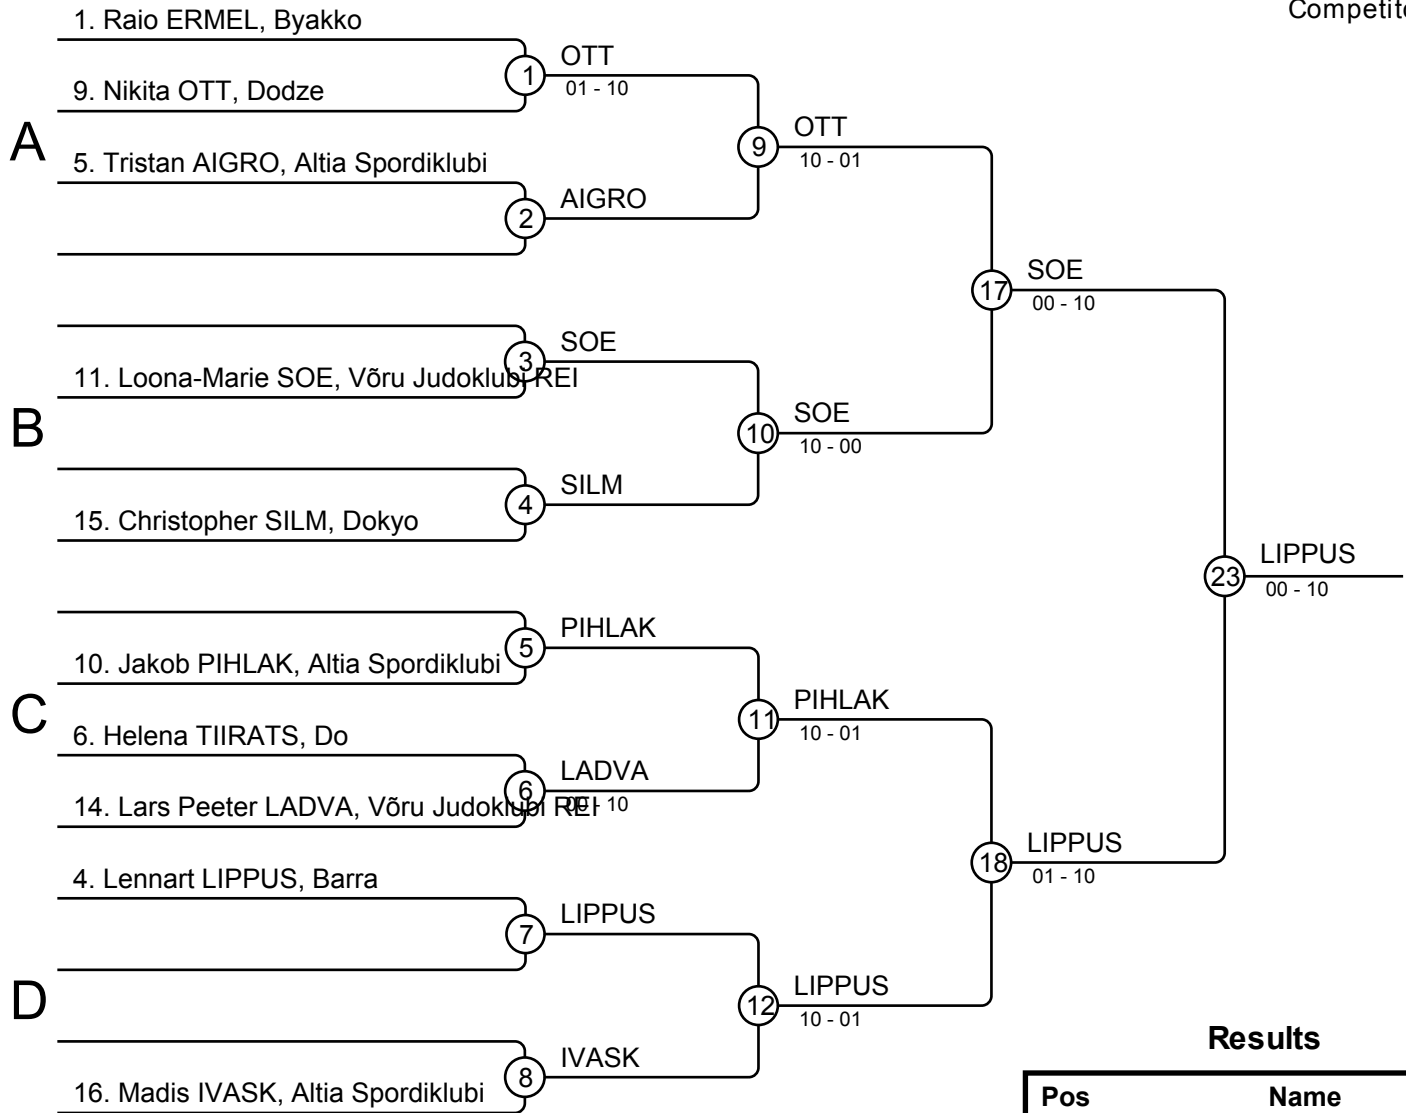 Competito
1. Raio ERMEL, Byakko
OTT
1
01 - 10
9. Nikita OTT, Dodze
A
OTT
9
10 - 01
5. Tristan AIGRO, Altia Spordiklubi
AIGRO
2
SOE
17
00 - 10
SOE
3
11. Loona-Marie SOE, Võru Judoklubi REI
B
SOE
10
10 - 00
SILM
4
15. Christopher SILM, Dokyo
LIPPUS
23
00 - 10
PIHLAK
5
10. Jakob PIHLAK, Altia Spordiklubi
C
PIHLAK
11
10 - 01
6. Helena TIIRATS, Do
LADVA
6
00 - 10
14. Lars Peeter LADVA, Võru Judoklubi REI
LIPPUS
18
01 - 10
4. Lennart LIPPUS, Barra
LIPPUS
7
D
LIPPUS
12
10 - 01
IVASK
8
16. Madis IVASK, Altia Spordiklubi
Results
Pos Name